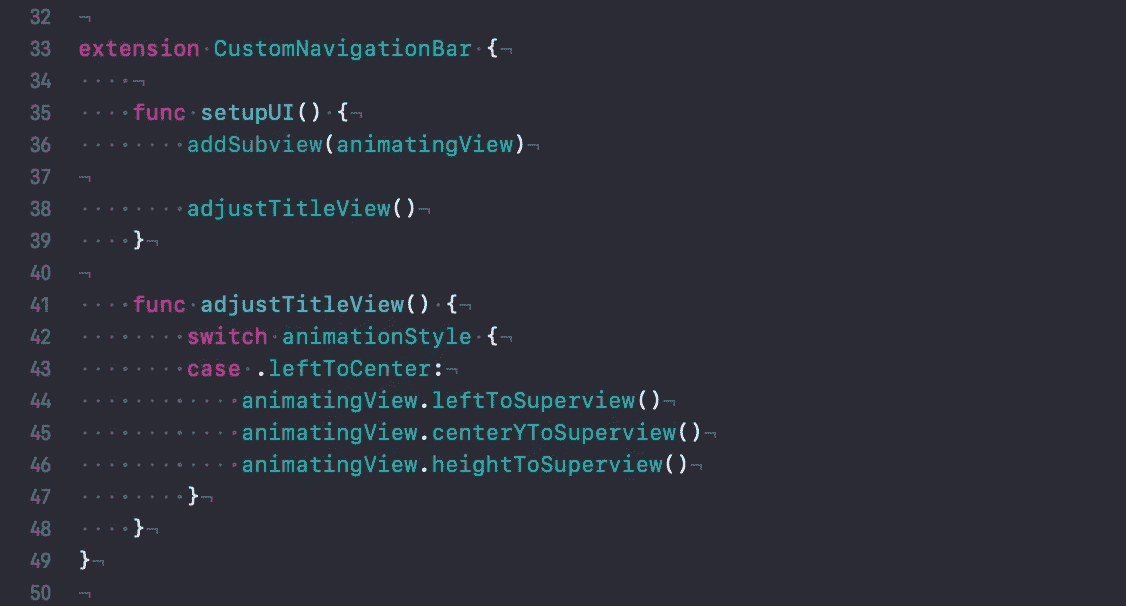 32 ¬
33 extension·CustomNavigationBar·{¬
34 ····¬
35 ····func·setupUI()·{¬
36 ········addSubview(animatingView)¬
37 ¬
38 ········adjustTitleView()¬
39 ····}¬
40 ¬
41 ····func·adjustTitleView()·{¬
42 ········switch·animationStyle·{¬
43 ········case·.leftToCenter:¬
44 ············animatingView.leftToSuperview()¬
45 ············animatingView.centerYToSuperview()¬
46 ············animatingView.heightToSuperview()¬
47 ········}¬
48 ····}¬
49 }¬
50 ¬